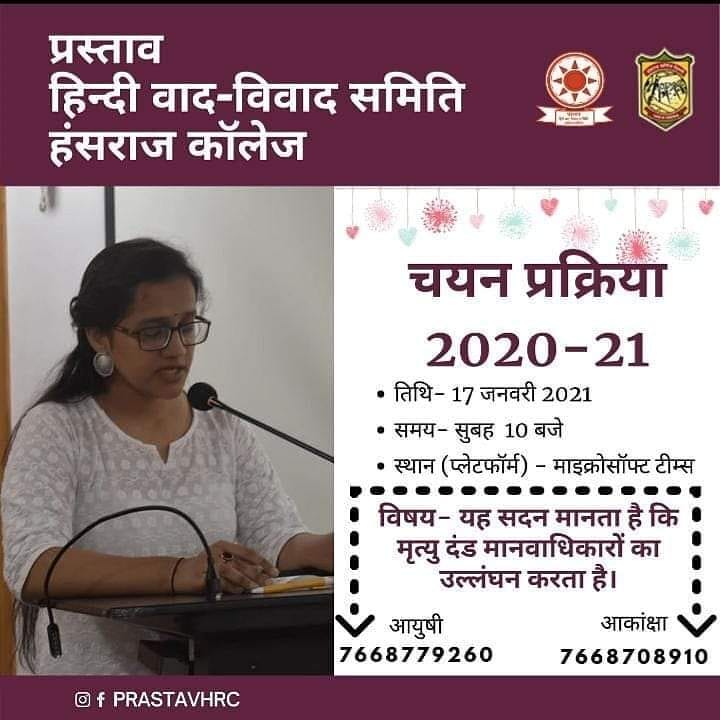 प्रस्ताव
हिन्दी वाद-विवाद समिति
हंसराज कॉलेज
चयन प्रक्रिया
2020-21
• तिथि- 17 जनवरी 2021
• समय- सुबह 10 बजे
• स्थान (प्लेटफॉर्म) - माइक्रोसॉफ्ट टीम्स
विषय- यह सदन मानता है कि
मृत्यु दंड मानवाधिकारों का
उल्लंघन करता है।
आयुषी
7668779260
आकांक्षा
7668708910
PRASTAVHRC